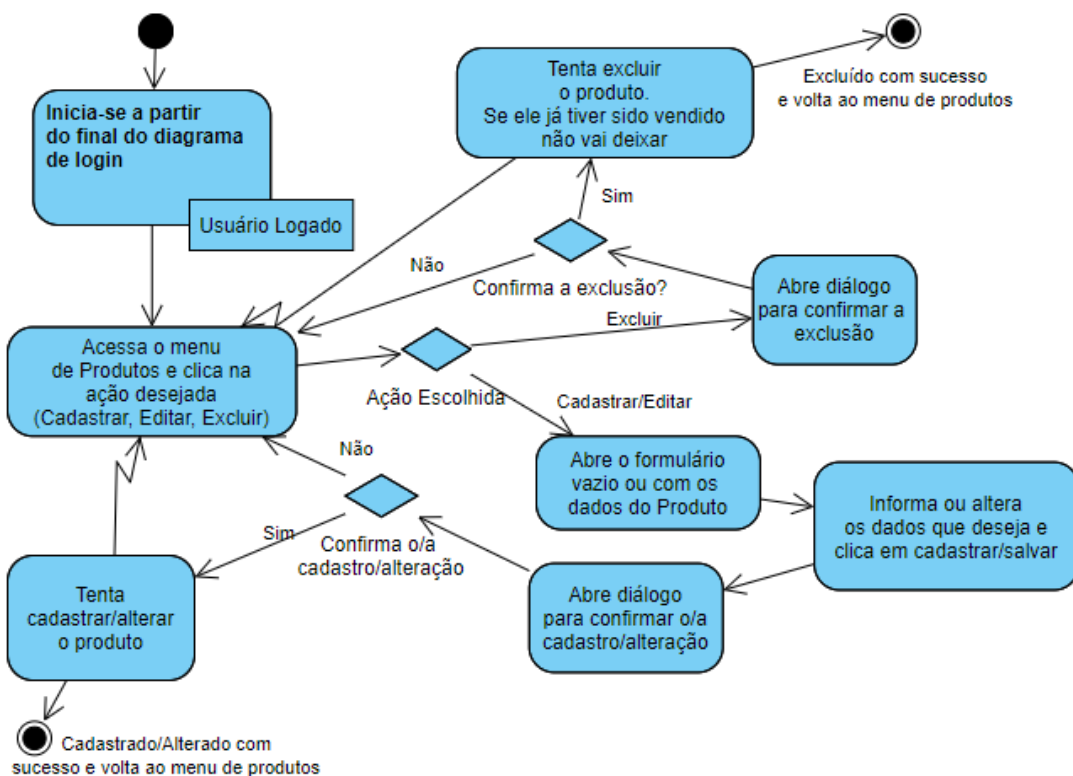 Inicia-se a partir
do final do diagrama
de login
Usuário Logado
Tenta excluir
o produto.
Se ele já tiver sido vendido
não vai deixar
Excluído com sucesso
e volta ao menu de produtos
Sim
Não
Confirma a exclusão?
Abre diálogo
para confirmar a
exclusão
Excluir
Acessa o menu
de Produtos e clica na
ação desejada
(Cadastrar, Editar, Excluir)
Ação Escolhida
Cadastrar/Editar
Abre o formulário
vazio ou com os
dados do Produto
Informa ou altera
os dados que deseja e
clica em cadastrar/salvar
Não
Sim
Confirma o/a
cadastro/alteração
Abre diálogo
para confirmar o/a
cadastro/alteração
Tenta
cadastrar/alterar
o produto
Cadastrado/Alterado com
sucesso e volta ao menu de produtos